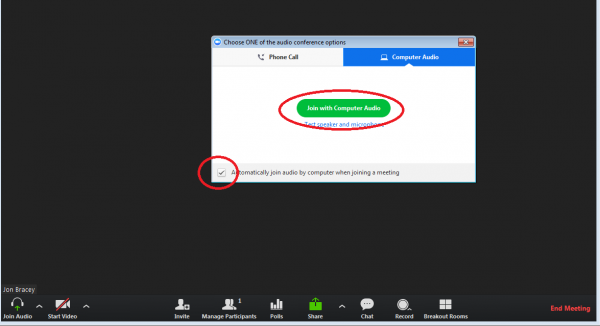 Choose ONE of the audio conference options
Phone Call
Computer Audio
Join with Computer Audio
Test speaker and microphone
Automatically join audio by computer when joining a meeting
Jon Bracey
1
Join Audio
Start Video
Invite
Manage Participants
Polls
Share
Chat
Record
Breakout Rooms
End Meeting